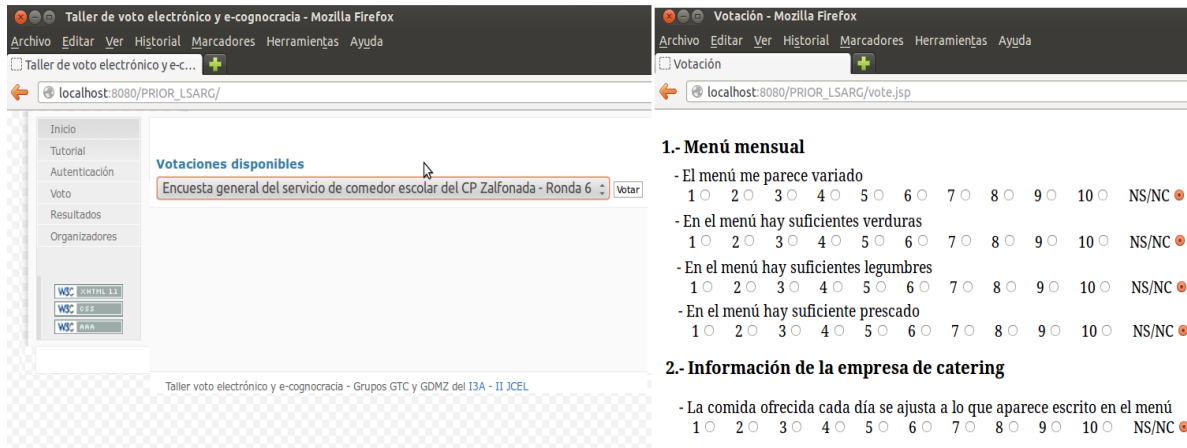 Taller de voto electrónico y e-cognocracia - Mozilla Firefox
Archivo Editar Ver Historial Marcadores Herramientas Ayuda
Taller de voto electrónico y e-c...
localhost:8080/PRIOR_LSARG/
Inicio
Tutorial
Autenticación
Voto
Resultados
Organizadores
W3C XHTML 1.1
W3C CSS
W3C AAA
Votaciones disponibles
Encuesta general del servicio de comedor escolar del CP Zalfonada - Ronda 6 Votar
Taller voto electrónico y e-cognocracia - Grupos GTC y GDMZ del I3A - II JCEL
Votación - Mozilla Firefox
Archivo Editar Ver Historial Marcadores Herramientas Ayuda
Votación
localhost:8080/PRIOR_LSARG/vote.jsp
1.- Menú mensual
- El menú me parece variado
1 2 3 4 5 6 7 8 9 10 NS/NC
- En el menú hay suficientes verduras
1 2 3 4 5 6 7 8 9 10 NS/NC
- En el menú hay suficientes legumbres
1 2 3 4 5 6 7 8 9 10 NS/NC
- En el menú hay suficiente prescado
1 2 3 4 5 6 7 8 9 10 NS/NC
2.- Información de la empresa de catering
- La comida ofrecida cada día se ajusta a lo que aparece escrito en el menú
1 2 3 4 5 6 7 8 9 10 NS/NC